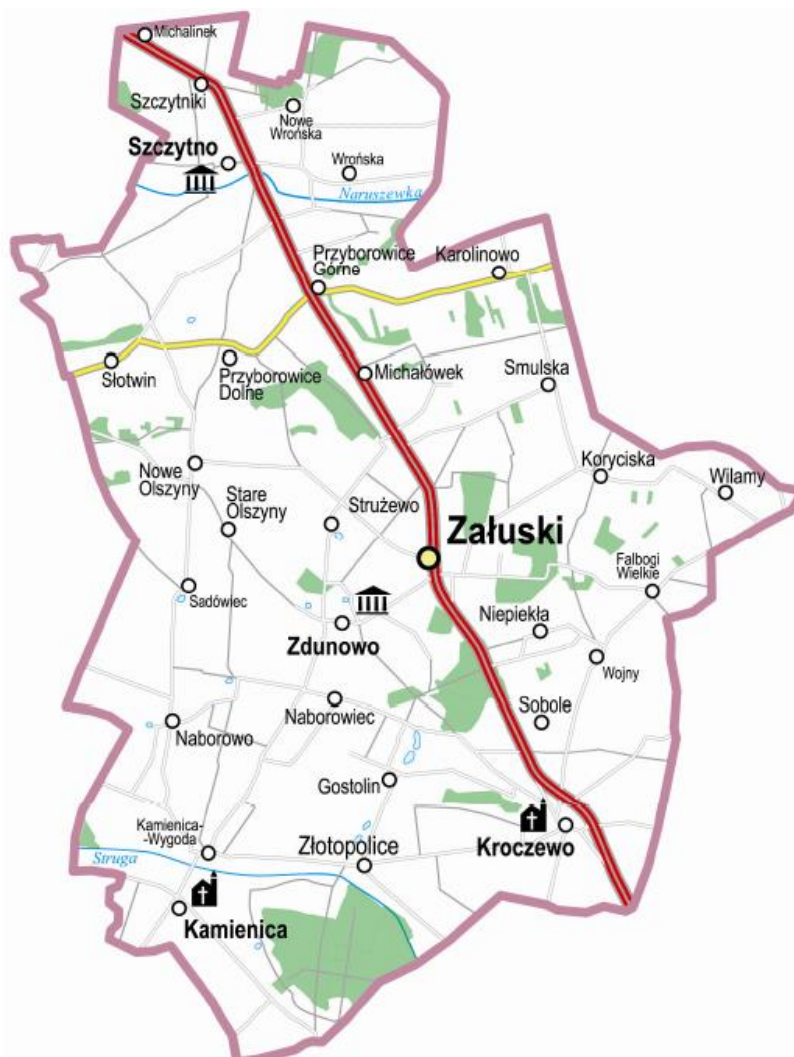 Michalinek
Szczytniki
Nowe
Wrońska
Szczytno
Wrońska
Naruszewka
Przyborowice
Górne
Karolinowo
Słotwin
Przyborowice
Dolne
Michałówek
Smulska
Nowe
Olszyny
Stare
Olszyny
Strużewo
Koryciska
Wilamy
Załuski
Falbogi
Wielkie
Sadówiec
Zdunowo
Niepiekła
Wojny
Naborowo
Naborowiec
Sobole
Gostolin
Kamienica-
-Wygoda
Złotopolice
Kroczewo
Struga
Kamienica